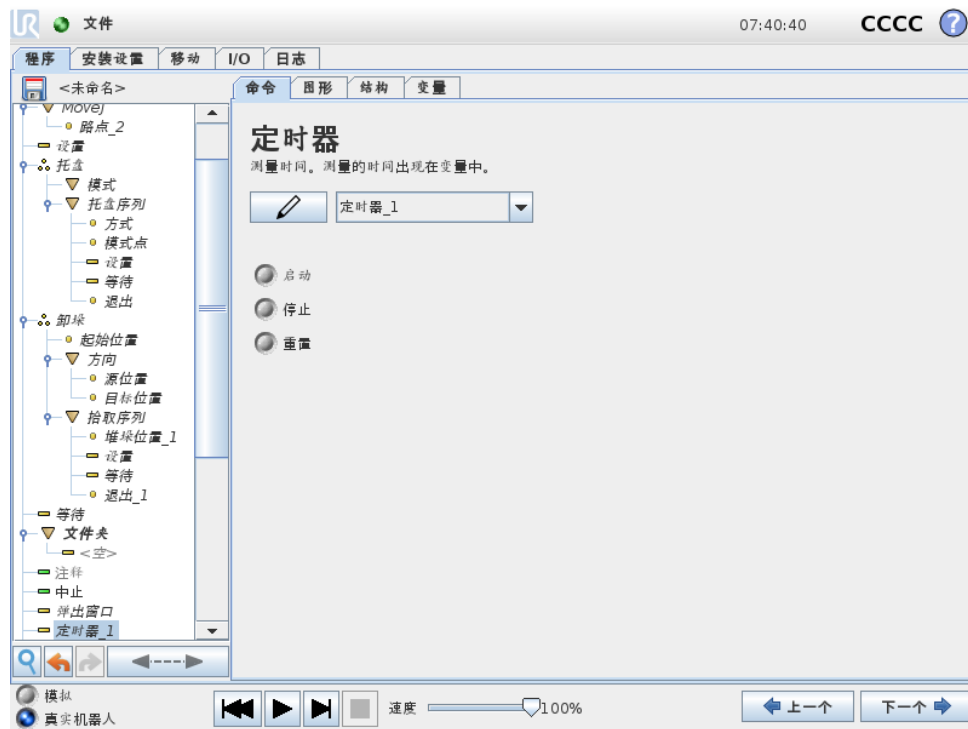 UR 文件 07:40:40 CCCC ?
程序 安装设置 移动 I/O 日志
<未命名> 命令 图形 结构 变量
MoveJ
路点_2
设置
托盘
模式
托盘序列
方式
模式点
设置
等待
退出
卸垛
起始位置
方向
源位置
目标位置
拾取序列
堆垛位置_1
设置
等待
退出_1
等待
文件夹
<空>
注释
中止
弹出窗口
定时器_1
定时器
测量时间。测量的时间出现在变量中。
定时器_1
启动
停止
重置
模拟
真实机器人
速度 100% 上一个 下一个